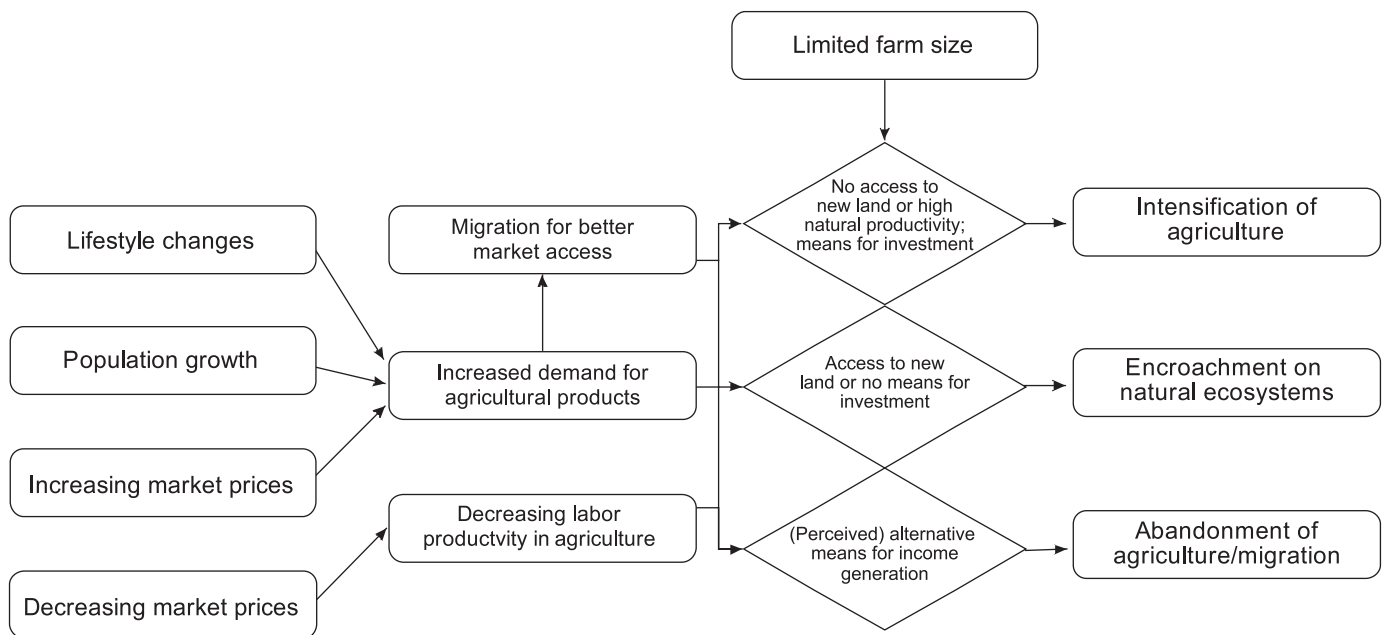 Limited farm size
No access to
new land or high
natural productivity;
means for investment
Intensification of
agriculture
Lifestyle changes
Migration for better
market access
Population growth
Increased demand for
agricultural products
Access to new
land or no means for
investment
Encroachment on
natural ecosystems
Increasing market prices
Decreasing labor
productvity in agriculture
(Perceived) alternative
means for income
generation
Abandonment of
agriculture/migration
Decreasing market prices